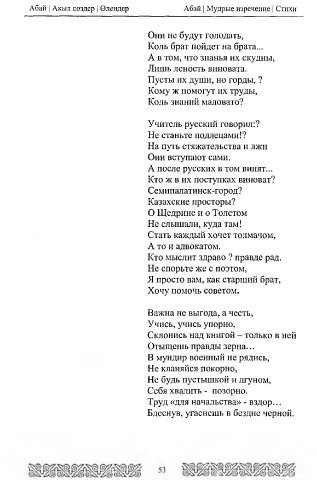 Абай | Акыл создер | Өлендер Абай | Мудрые изречение | Стихи
Они не будут голодать,
Коль брат пойдет на брата...
А в том, что знанья их скудны,
Лишь леность виновата.
Пусты их души, но горды, ?
Кому ж помогут их труды,
Коль знаний маловато?
Учитель русский говорил:?
Не станьте подлецами!?
На путь стяжательства и лжи
Они вступают сами.
А после русских в том винят...
Кто ж в их поступках виноват?
Семипалатинск-город?
Казахские просторы?
О Щедрине и о Толстом
Не слышали, куда там!
Стать каждый хочет толмачом,
А то и адвокатом.
Кто мыслит здраво ? правде рад.
Не спорьте же с поэтом,
Я просто вам, как старший брат,
Хочу помочь советом.
Важна не выгода, а честь,
Учись, учись упорно,
Склонись над книгой – только в ней
Отыщешь правды зерна…
В мундир военный не рядись,
Не кланяйся покорно,
Не будь пустышкой и лгуном,
Себя хвалить - позорно.
Труд «для начальства» - вздор…
Блеснув, угаснешь в бездне черной.
53